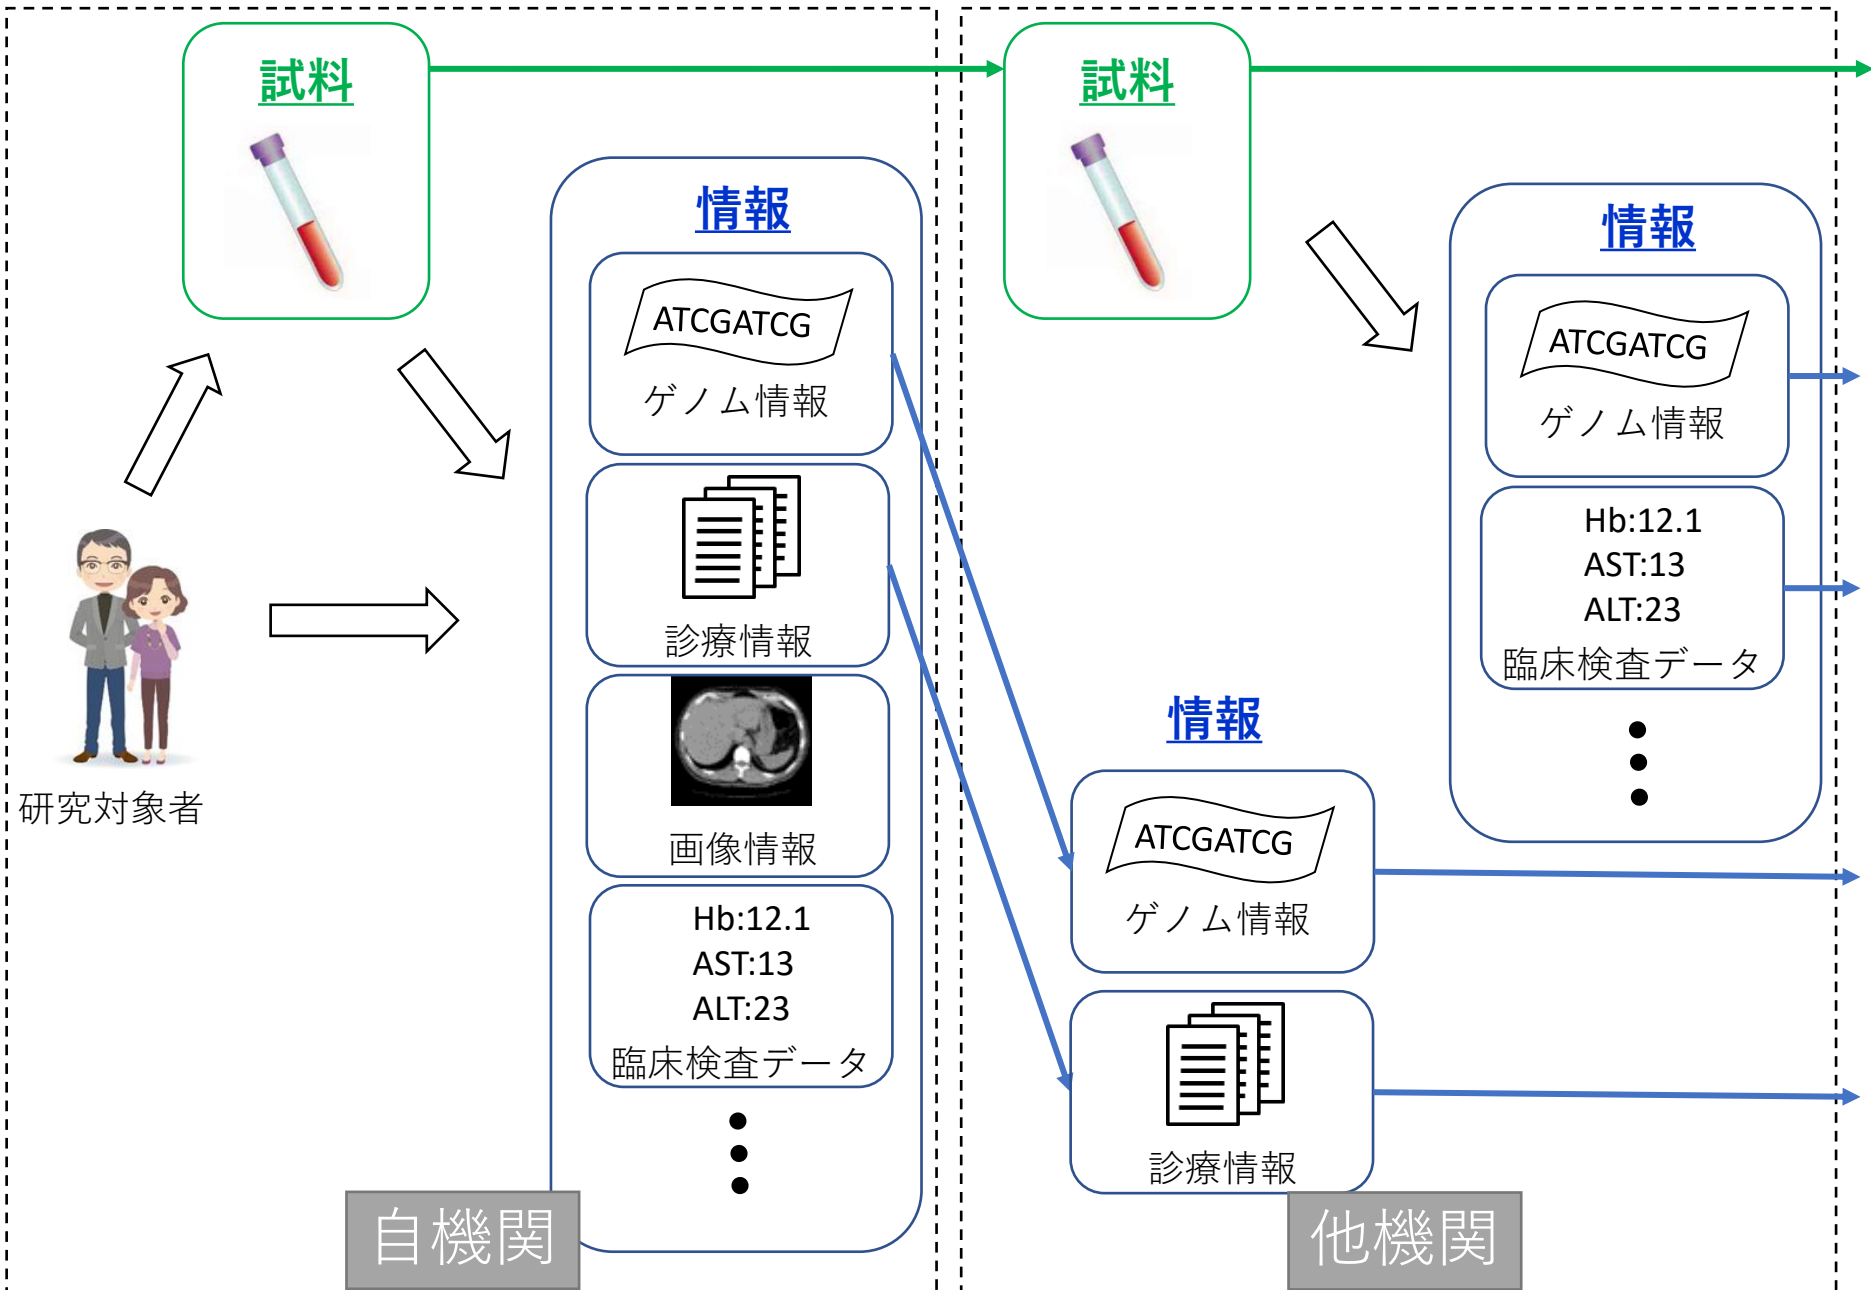 試料
情報
ATCGATCG
ゲノム情報
診療情報
画像情報
Hb:12.1
AST:13
ALT:23
臨床検査データ
研究対象者
自機関
試料
情報
ATCGATCG
ゲノム情報
Hb:12.1
AST:13
ALT:23
臨床検査データ
情報
ATCGATCG
ゲノム情報
診療情報
他機関